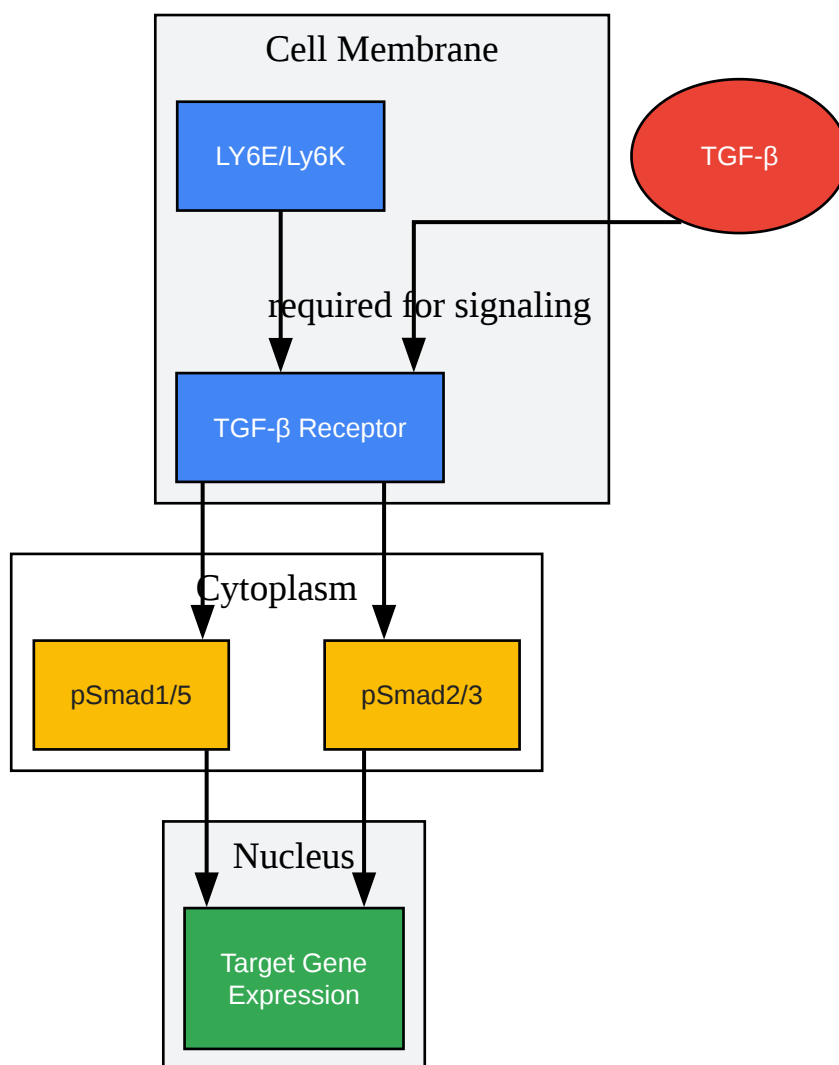 Cell Membrane
LY6E/Ly6K
TGF-β
required for signaling
TGF-β Receptor
Cytoplasm
pSmad1/5
pSmad2/3
Nucleus
Target Gene
Expression